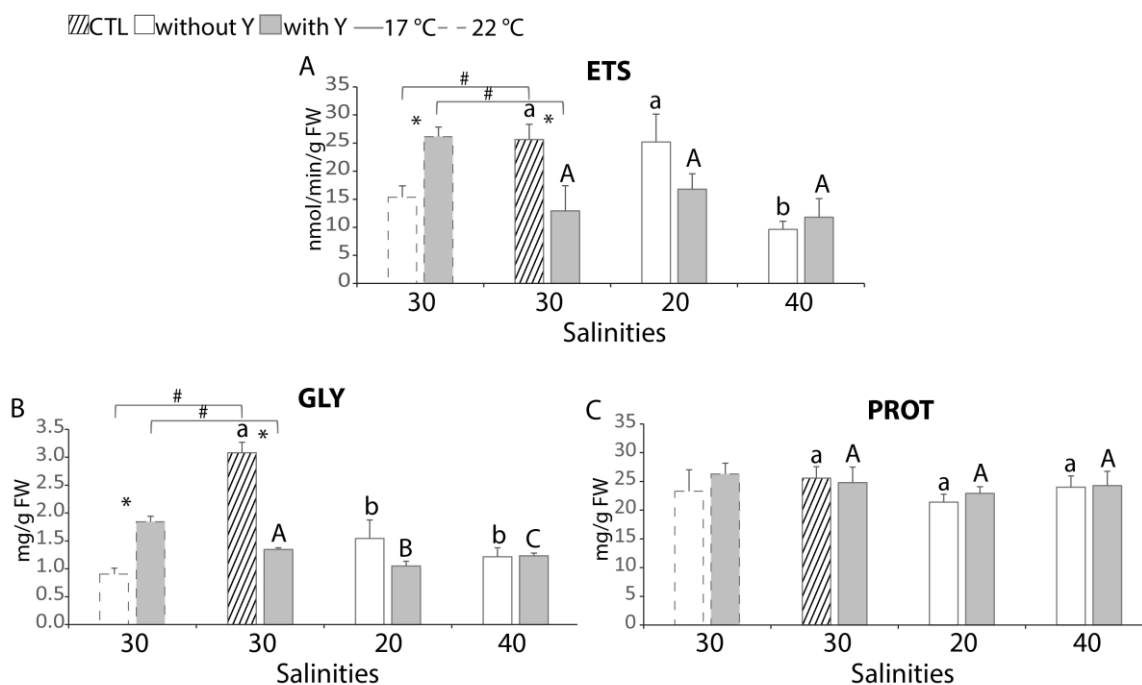 CTL without Y with Y 17 °C 22 °C
A ETS
# #
* a * A a A b A
nmol/min/g FW
35
30
25
20
15
10
5
0
30 30 20 40
Salinities
B GLY
# #
* a * A b B b C
mg/g FW
3.5
3.0
2.5
2.0
1.5
1.0
0.5
0.0
30 30 20 40
Salinities
C PROT
a A a A a A
mg/g FW
40
35
30
25
20
15
10
5
0
30 30 20 40
Salinities